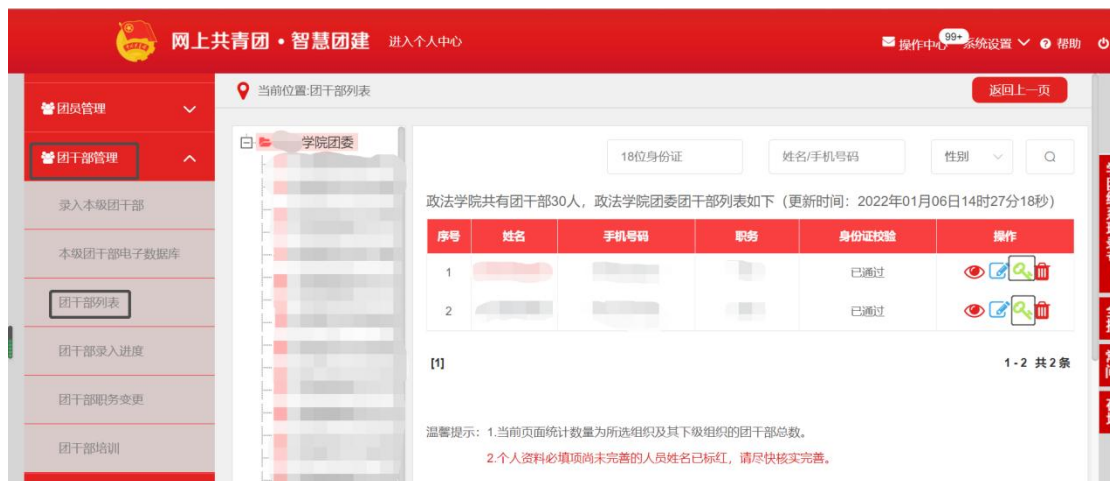 网上共青团·智慧团建 进入个人中心 操作中心 99+ 系统设置 帮助
团员管理
团干部管理
录入本级团干部
本级团干部电子数据库
团干部列表
团干部录入进度
团干部职务变更
团干部培训
当前位置:团干部列表 返回上一页
学院团委
18位身份证 姓名/手机号码 性别
政法学院共有团干部30人，政法学院团委团干部列表如下（更新时间：2022年01月06日14时27分18秒）
序号 姓名 手机号码 职务 身份证校验 操作
1 已通过
2 已通过
[1] 1-2 共2条
温馨提示：1.当前页面统计数量为所选组织及其下级组织的团干部总数。
2.个人资料必填项尚未完善的人员姓名已标红，请尽快核实完善。